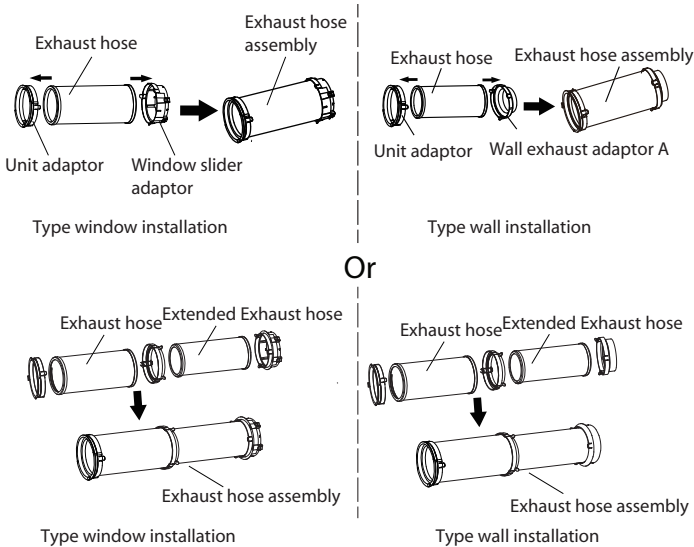 Exhaust hose
Exhaust hose
assembly
Unit adaptor
Window slider
adaptor
Type window installation
Exhaust hose
Exhaust hose assembly
Unit adaptor
Wall exhaust adaptor A
Type wall installation
Or
Exhaust hose
Extended Exhaust hose
Exhaust hose assembly
Type window installation
Exhaust hose
Extended Exhaust hose
Exhaust hose assembly
Type wall installation